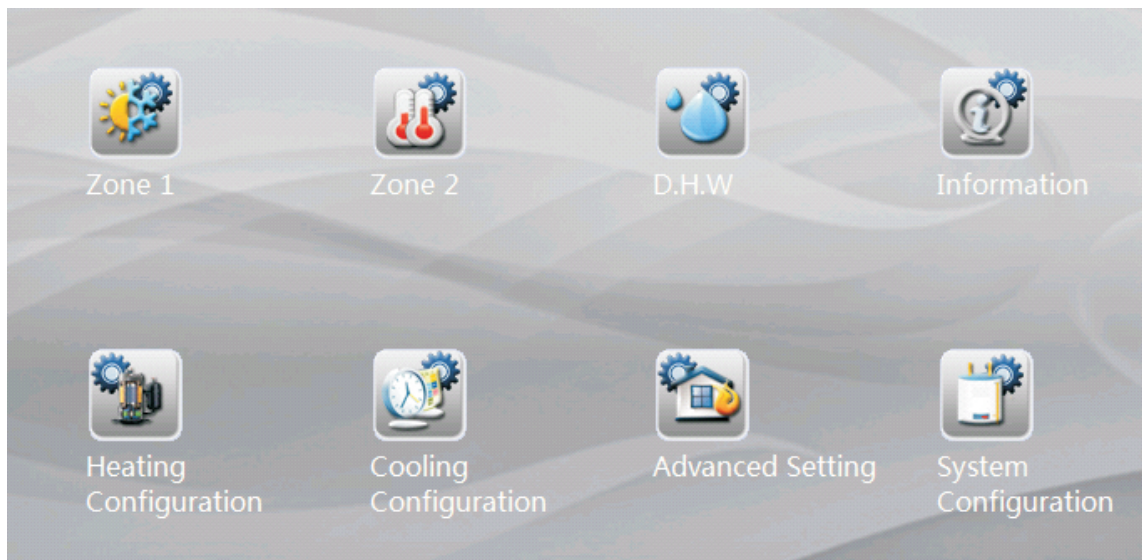 Zone 1
Zone 2
D.H.W
Information
Heating
Configuration
Cooling
Configuration
Advanced Setting
System
Configuration